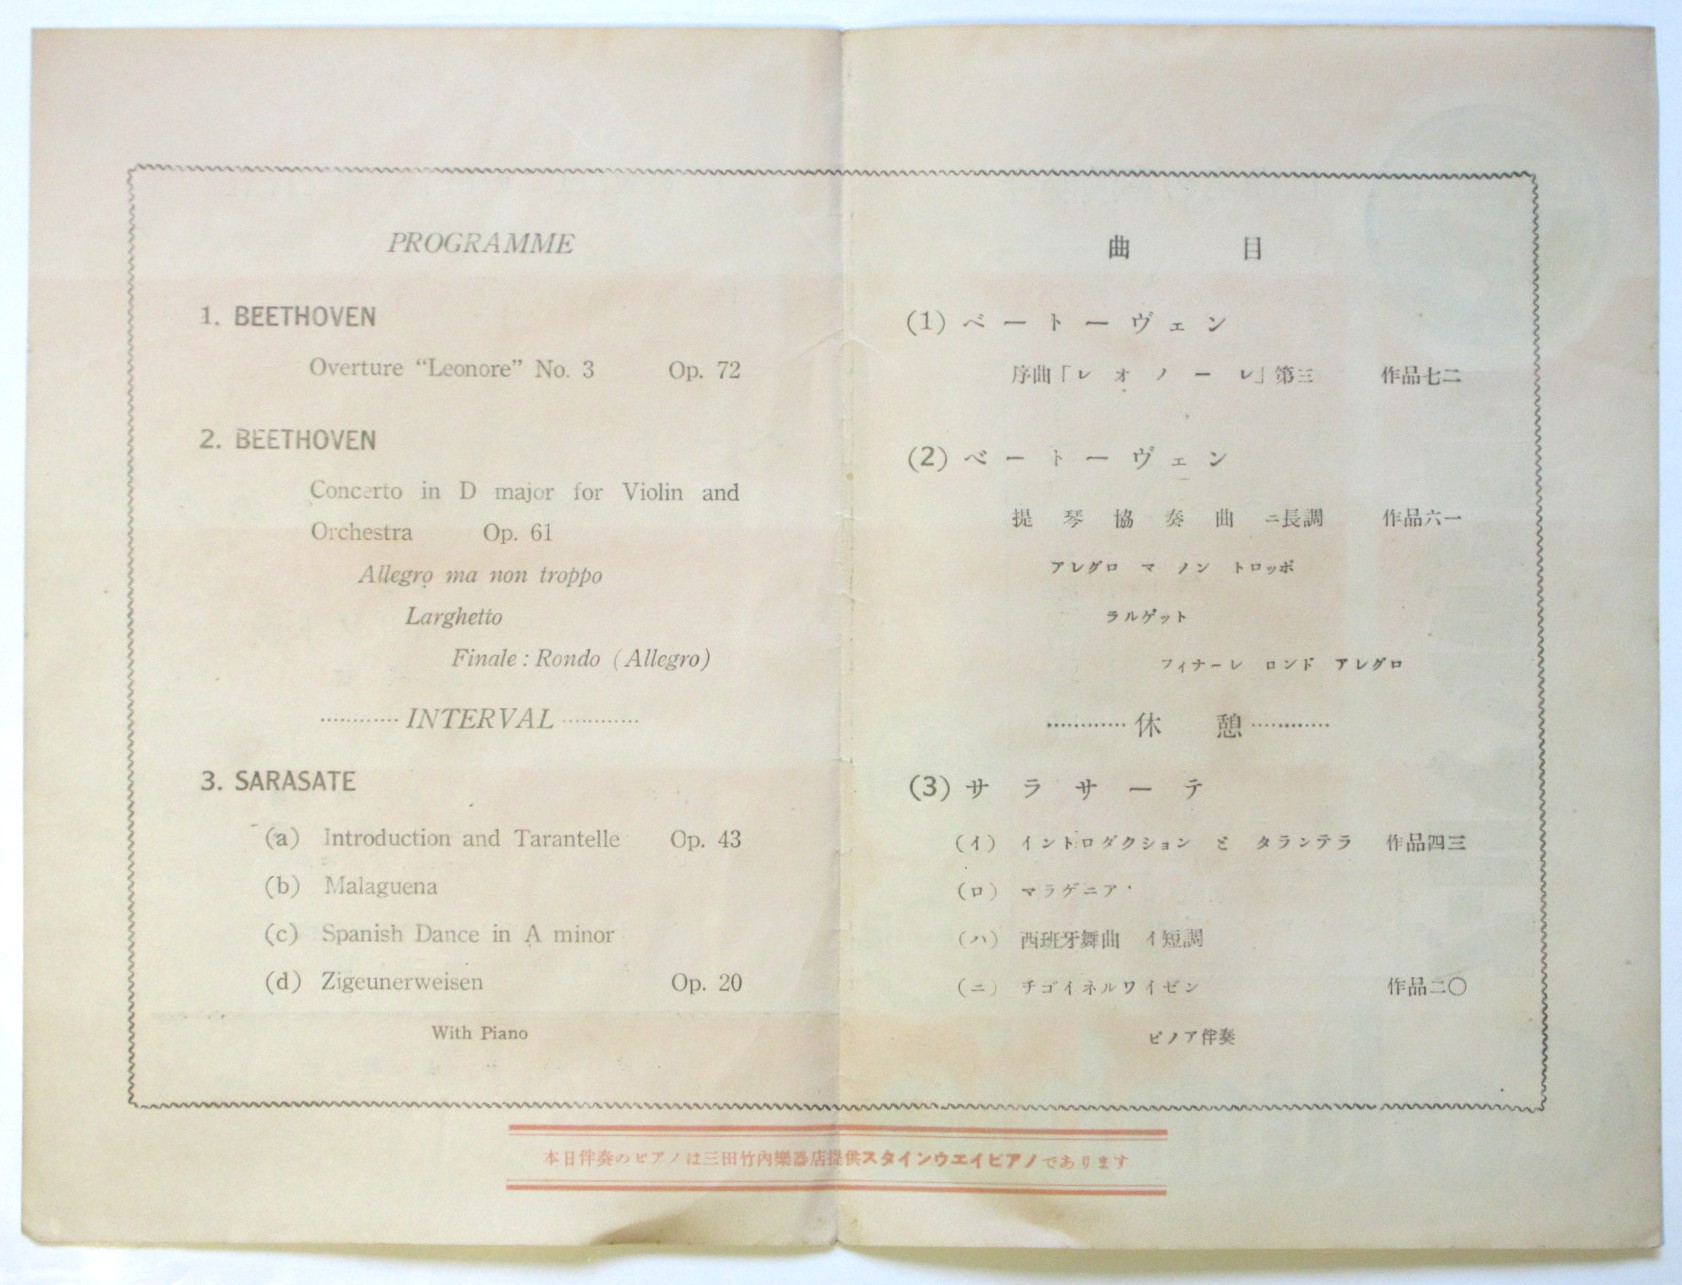 PROGRAMME
1. BEETHOVEN
Overture “Leonore” No. 3 Op. 72
2. BEETHOVEN
Concerto in D major for Violin and
Orchestra Op. 61
Allegro ma non troppo
Larghetto
Finale : Rondo (Allegro)
............ INTERVAL ............
3. SARASATE
(a) Introduction and Tarantelle Op. 43
(b) Malaguena
(c) Spanish Dance in A minor
(d) Zigeunerweisen Op. 20
With Piano
曲目
(1) ベートーヴェン
序曲「レオノーレ」第三 作品七二
(2) ベートーヴェン
提琴協奏曲 ニ長調 作品六一
アレグロ マ ノン トロッポ
ラルゲット
フィナーレ ロンド アレグロ
............休憩............
(3) サラサーテ
(イ) イントロダクション と タランテラ 作品四三
(ロ) マラゲニア
(ハ) 西班牙舞曲 イ短調
(ニ) チゴイネルワイゼン 作品二〇
ピノア伴奏
本日伴奏のピアノは三田竹內樂器店提供スタインウエイピアノであります